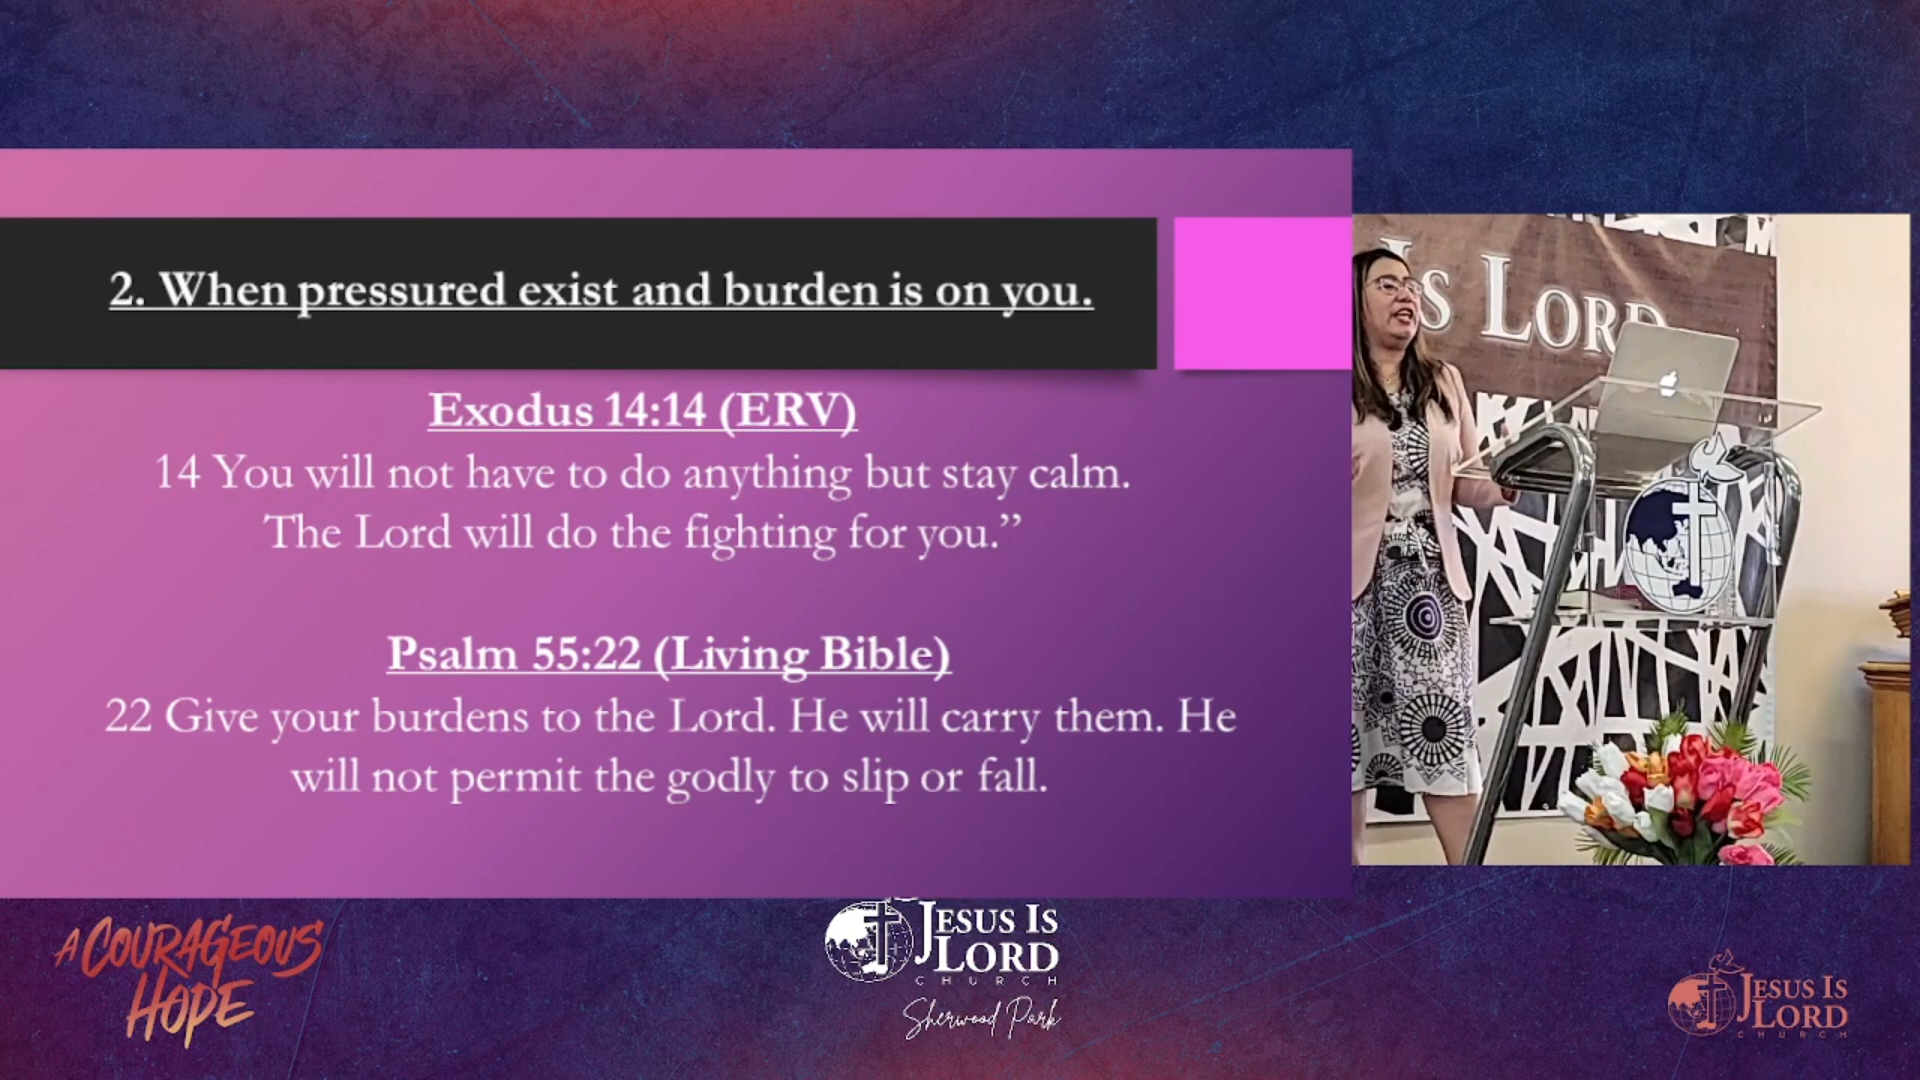 2. When pressured exist and burden is on you.
Exodus 14:14 (ERV)
14 You will not have to do anything but stay calm.
The Lord will do the fighting for you.”
Psalm 55:22 (Living Bible)
22 Give your burdens to the Lord. He will carry them. He
will not permit the godly to slip or fall.
Is Lord
A COURAGEOUS
HOPE
JESUS IS
LORD
CHURCH
Sherwood Park
JESUS IS
LORD
CHURCH